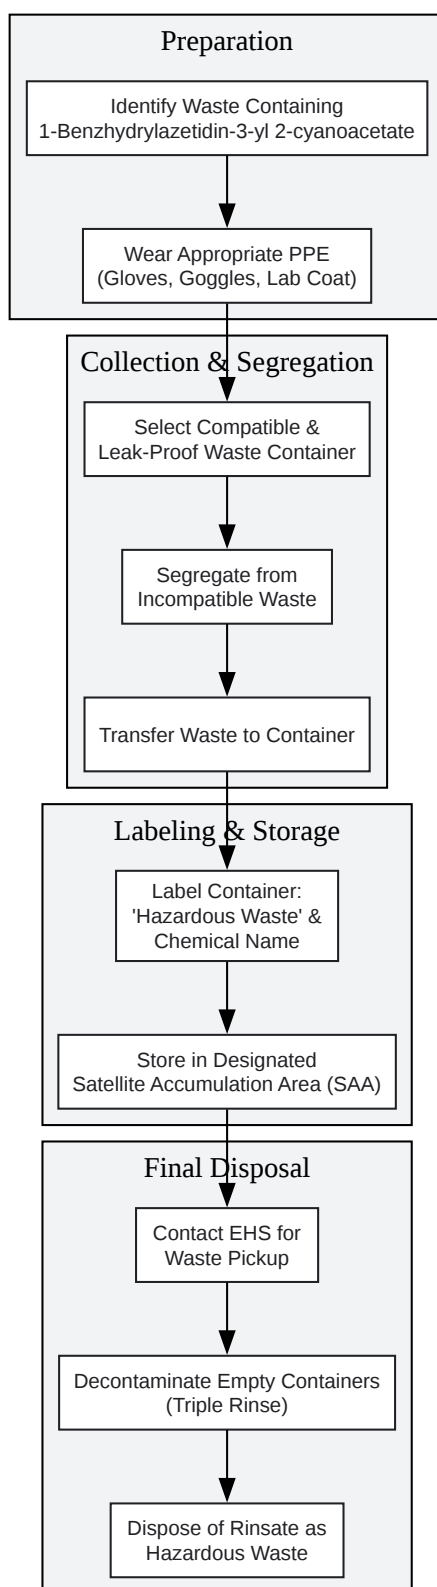 Preparation
Identify Waste Containing
1-Benzhydrylazetidin-3-yl 2-cyanoacetate
Wear Appropriate PPE
(Gloves, Goggles, Lab Coat)
Collection & Segregation
Select Compatible &
Leak-Proof Waste Container
Segregate from
Incompatible Waste
Transfer Waste to Container
Labeling & Storage
Label Container:
'Hazardous Waste' &
Chemical Name
Store in Designated
Satellite Accumulation Area (SAA)
Final Disposal
Contact EHS for
Waste Pickup
Decontaminate Empty Containers
(Triple Rinse)
Dispose of Rinsate as
Hazardous Waste